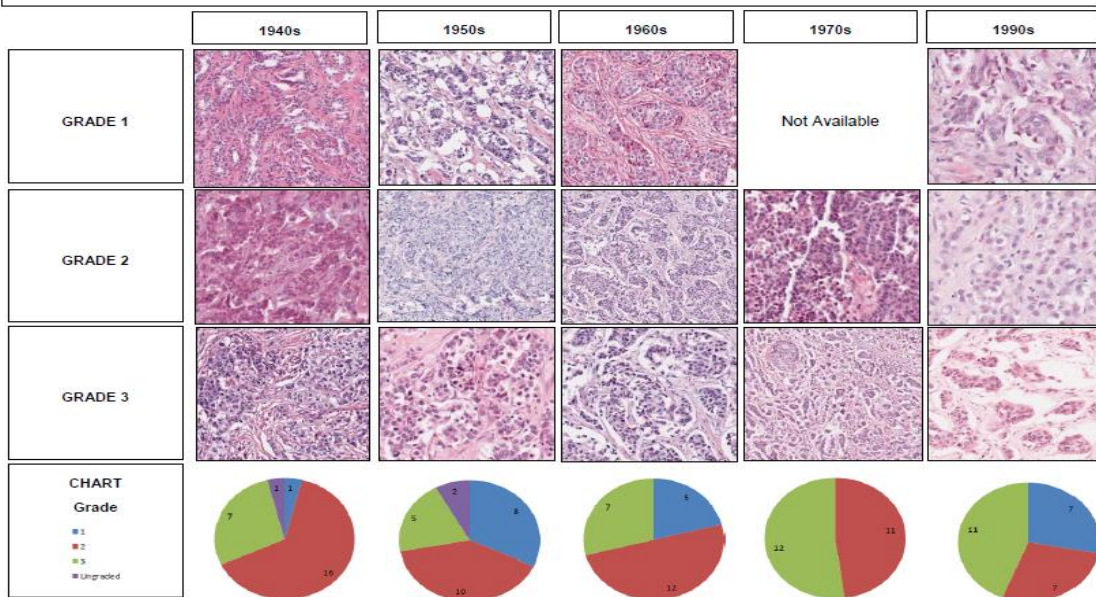 1940s 1950s 1960s 1970s 1990s
GRADE 1
Not Available
GRADE 2
GRADE 3
CHART
Grade
1
2
3
Ungraded
1 1 7 16
2 8 5 10
7 5 12
12 11
11 7 7